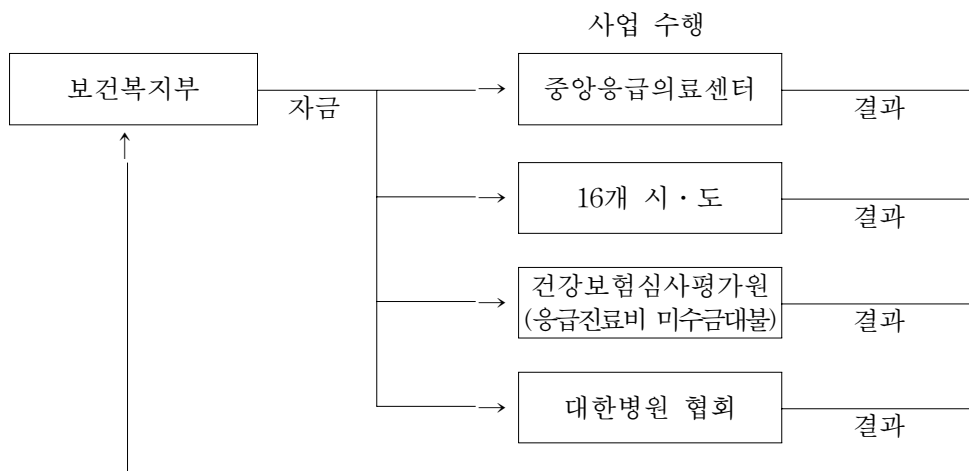 사업 수행
보건복지부
자금
중앙응급의료센터
결과
16개 시·도
결과
건강보험심사평가원
(응급진료비 미수금대불)
결과
대한병원 협회
결과